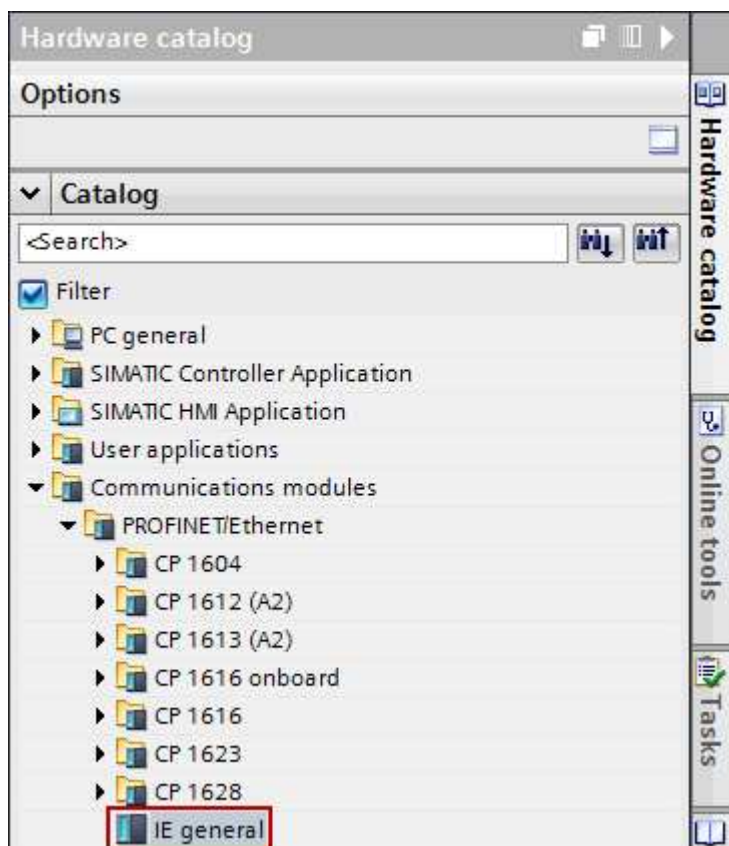 Hardware catalog
Options
Catalog
<Search>
Filter
PC general
SIMATIC Controller Application
SIMATIC HMI Application
User applications
Communications modules
PROFINET/Ethernet
CP 1604
CP 1612 (A2)
CP 1613 (A2)
CP 1616 onboard
CP 1616
CP 1623
CP 1628
IE general
Hardware catalog
Online tools
Tasks